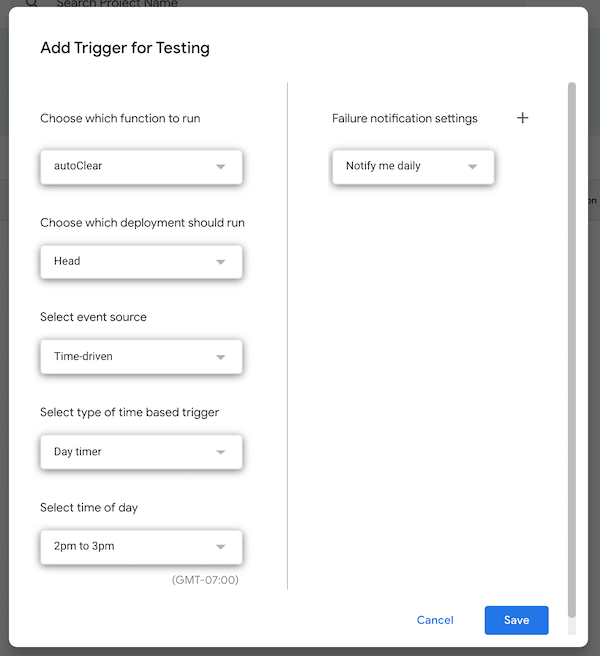 Search Project Name
Add Trigger for Testing
Choose which function to run
autoClear
Choose which deployment should run
Head
Select event source
Time-driven
Select type of time based trigger
Day timer
Select time of day
2pm to 3pm
(GMT-07:00)
Failure notification settings
Notify me daily
on
Cancel
Save